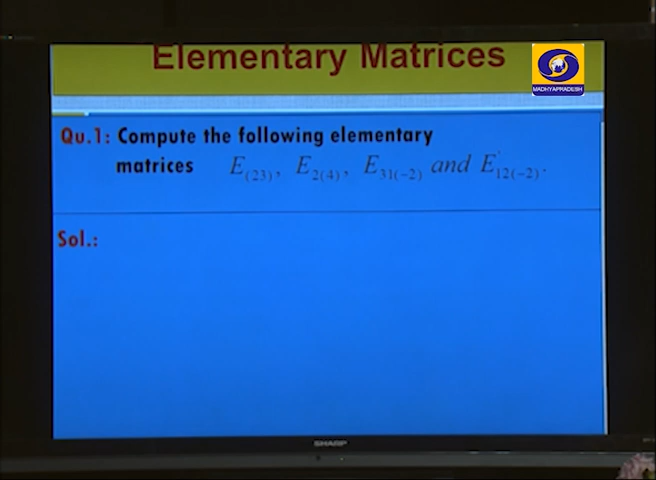 Elementary Matrices
MADHYAPRADESH
Qu.1: Compute the following elementary
matrices E₍₂₃₎, E₂₍₄₎, E₃₁₍₋₂₎ and E'₁₂₍₋₂₎.
Sol.:
SHARP